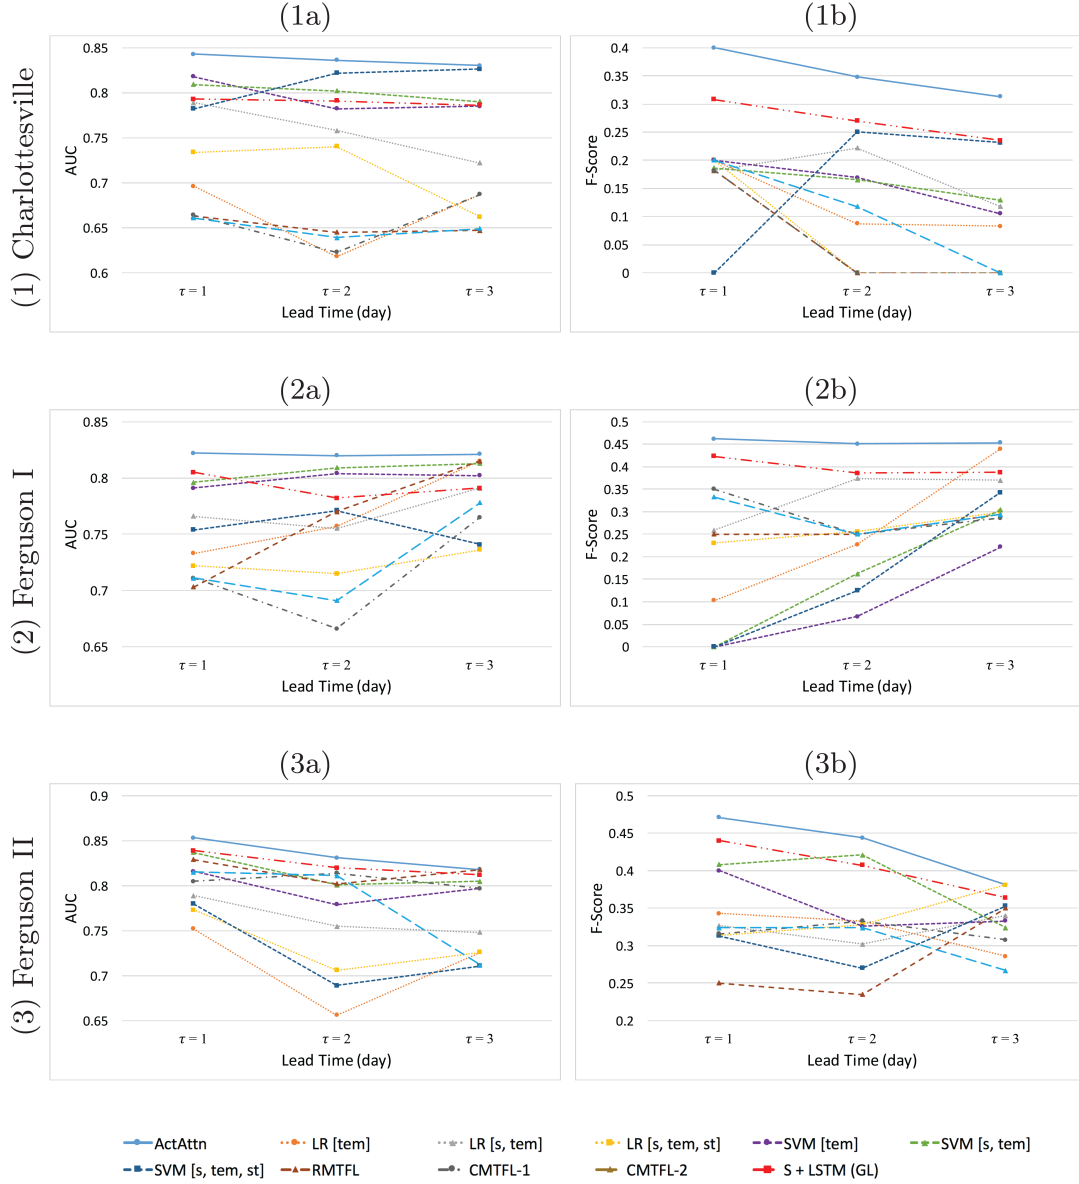 (1a)
(1b)
(1) Charlottesville
0.85
0.8
0.75
0.7
0.65
0.6
AUC
τ = 1
τ = 2
τ = 3
Lead Time (day)
0.4
0.35
0.3
0.25
0.2
0.15
0.1
0.05
0
F-Score
τ = 1
τ = 2
τ = 3
Lead Time (day)
(2a)
(2b)
(2) Ferguson I
0.85
0.8
0.75
0.7
0.65
AUC
τ = 1
τ = 2
τ = 3
Lead Time (day)
0.5
0.45
0.4
0.35
0.3
0.25
0.2
0.15
0.1
0.05
0
F-Score
τ = 1
τ = 2
τ = 3
Lead Time (day)
(3a)
(3b)
(3) Ferguson II
0.9
0.85
0.8
0.75
0.7
0.65
AUC
τ = 1
τ = 2
τ = 3
Lead Time (day)
0.5
0.45
0.4
0.35
0.3
0.25
0.2
F-Score
τ = 1
τ = 2
τ = 3
Lead Time (day)
ActAttn
LR [tem]
LR [s, tem]
LR [s, tem, st]
SVM [tem]
SVM [s, tem]
SVM [s, tem, st]
RMTFL
CMTFL-1
CMTFL-2
S + LSTM (GL)